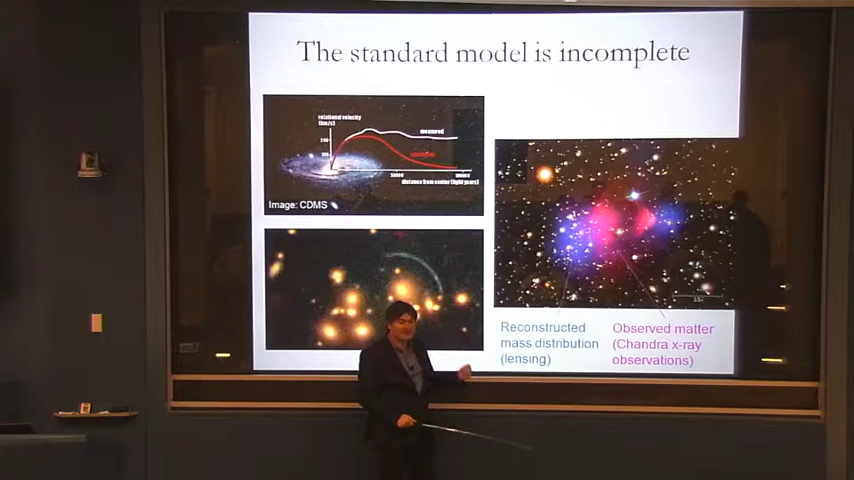 The standard model is incomplete
rotational velocity
(km/s)
measured
distance from center (light years)
Image: CDMS
Reconstructed
mass distribution
(lensing)
Observed matter
(Chandra x-ray
observations)